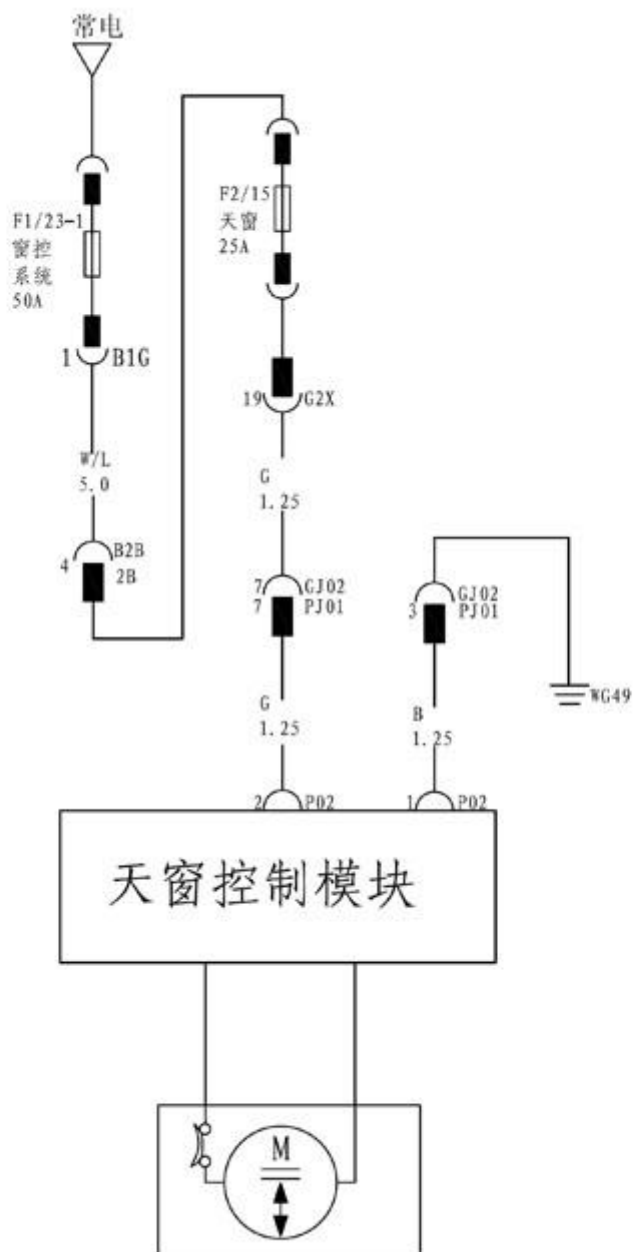 常电
F1/23-1
窗控
系统
50A
1 B1G
W/L
5.0
4 B2B
2B
F2/15
天窗
25A
19 G2X
G
1.25
7 GJ02
7 PJ01
G
1.25
2 P02
GJ02
3 PJ01
WG49
B
1.25
1 P02
天窗控制模块
M